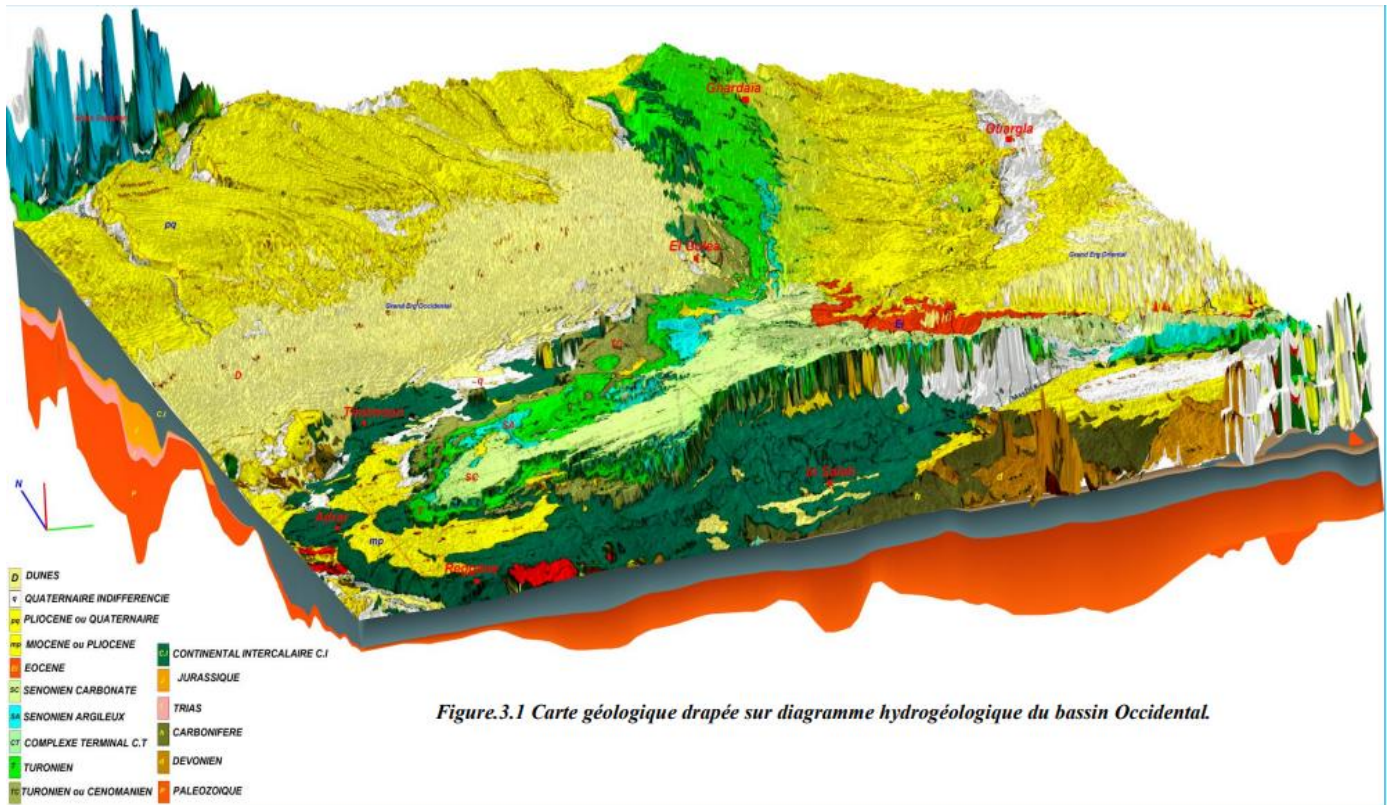 Ghardaia
Ouargla
pq
El Golea
Grand Erg Oriental
Grand Erg Occidental
Ei
D
q
Timimoun
SA
SC
In Salah
N
C.I
J
P
Adrar
mp
h
d
Reggane
D DUNES
q QUATERNAIRE INDIFFERENCIE
pq PLIOCENE ou QUATERNAIRE
mp MIOCENE ou PLIOCENE
EOCENE
SC SENONIEN CARBONATE
SA SENONIEN ARGILEUX
CT COMPLEXE TERMINAL C.T
T TURONIEN
TC TURONIEN ou CENOMANIEN
C.I CONTINENTAL INTERCALAIRE C.I
J JURASSIQUE
TRIAS
h CARBONIFERE
d DEVONIEN
P PALEOZOIQUE
Figure.3.1 Carte géologique drapée sur diagramme hydrogéologique du bassin Occidental.